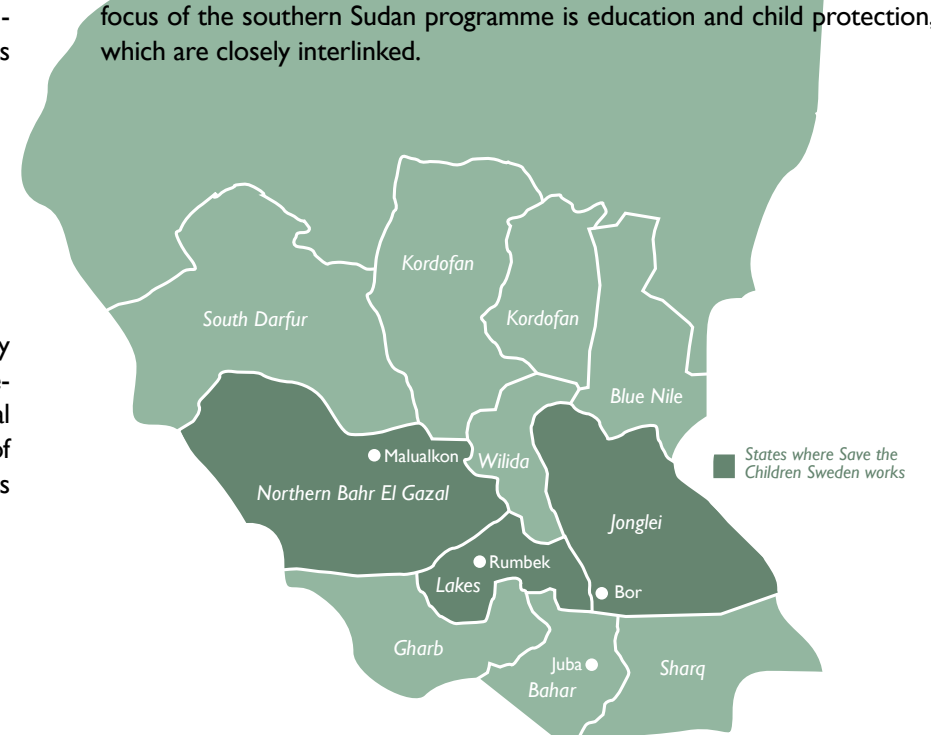 -
s
focus of the southern Sudan programme is education and child protection,
which are closely interlinked.
y
-
al
of
s
Kordofan
South Darfur
Kordofan
Blue Nile
Malualkon
Wilida
States where Save the
Children Sweden works
Northern Bahr El Gazal
Jonglei
Rumbek
Lakes
Bor
Gharb
Juba
Bahar
Sharq